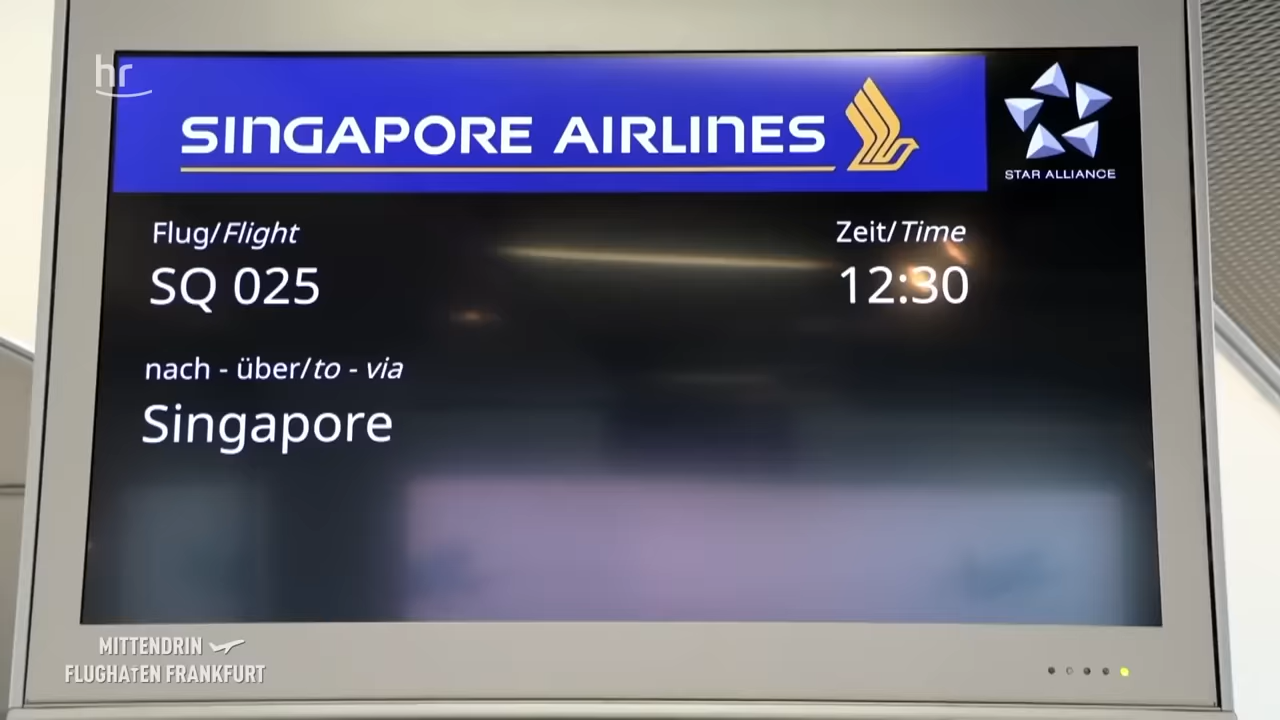 hr
SINGAPORE AIRLINES
STAR ALLIANCE
Flug/Flight
Zeit/Time
SQ 025
12:30
nach - über/to - via
Singapore
MITTENDRIN
FLUGHAFEN FRANKFURT